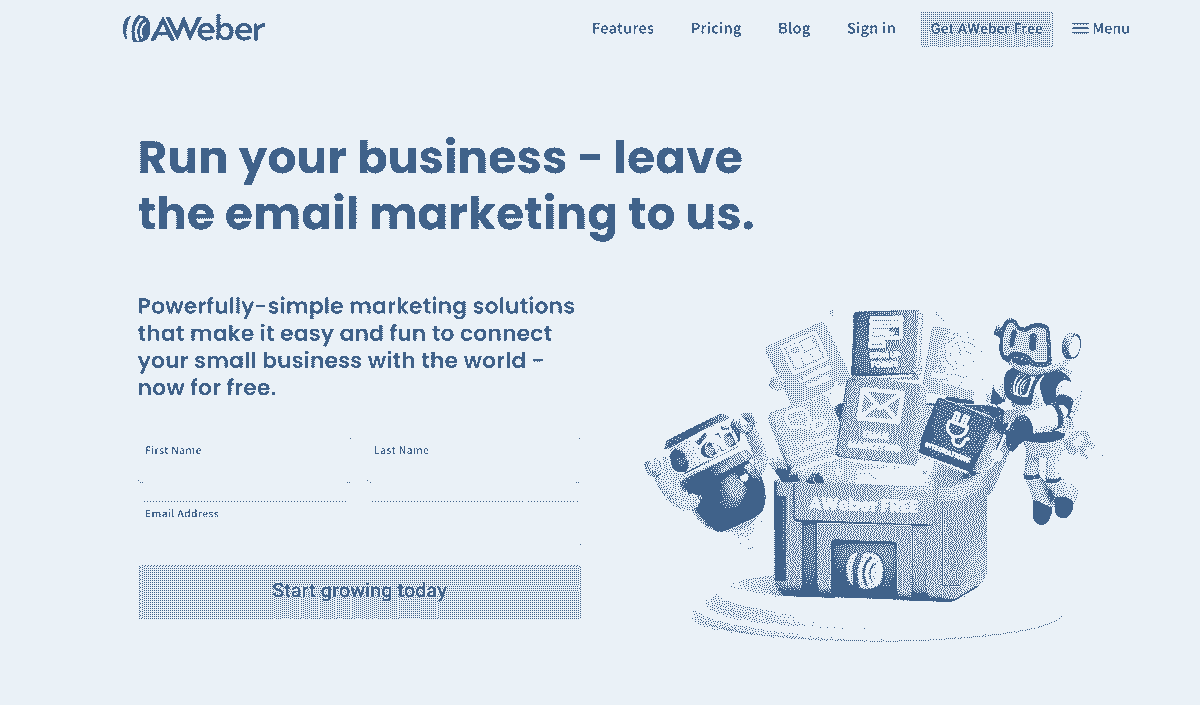 AWeber
Features Pricing Blog Sign in Get AWeber Free Menu
Run your business - leave
the email marketing to us.
Powerfully-simple marketing solutions
that make it easy and fun to connect
your small business with the world -
now for free.
First Name Last Name
Email Address
Start growing today
AWeber Free